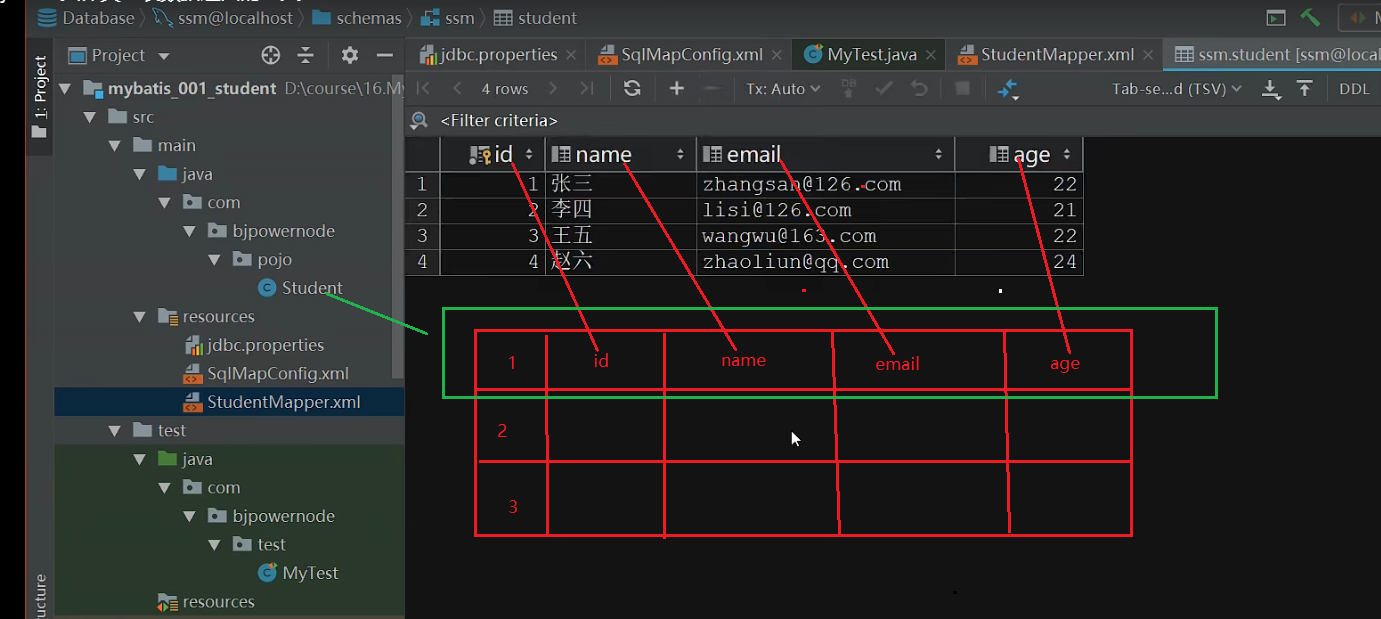 Database ssm@localhost schemas ssm student
1: Project
Project
jdbc.properties SqlMapConfig.xml MyTest.java StudentMapper.xml ssm.student [ssm@local
mybatis_001_student D:\course\16.My
4 rows Tx: Auto DB Tab-se...d (TSV) DDL
src
<Filter criteria>
main
id name email age
java
1 1 张三 zhangsan@126.com 22
com
2 2 李四 lisi@126.com 21
bjpowernode
3 3 王五 wangwu@163.com 22
pojo
4 4 赵六 zhaoliun@qq.com 24
Student
resources
jdbc.properties
1 id name email age
SqlMapConfig.xml
StudentMapper.xml
test
2
java
com
3
bjpowernode
test
MyTest
resources
ucture